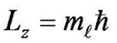 L_z = m_ℓ ℏ